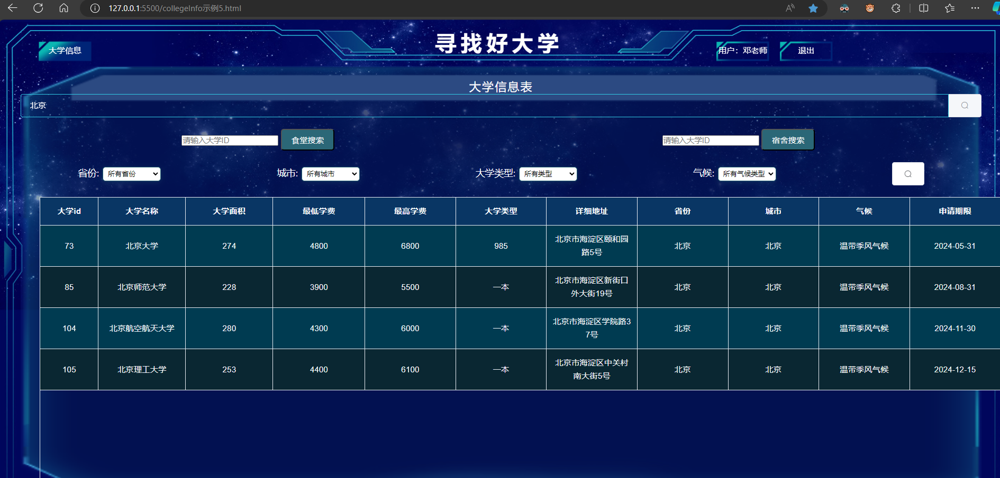 127.0.0.1:5500/collegeInfo示例5.html
寻找好大学
大学信息
用户：邓老师
退出
大学信息表
北京
请输入大学ID 食堂搜索 请输入大学ID 宿舍搜索
省份: 所有省份 城市: 所有城市 大学类型: 所有类型 气候: 所有气候类型
大学id 大学名称 大学面积 最低学费 最高学费 大学类型 详细地址 省份 城市 气候 申请期限
73 北京大学 274 4800 6800 985 北京市海淀区颐和园
路5号 北京 北京 温带季风气候 2024-05-31
85 北京师范大学 228 3900 5500 一本 北京市海淀区新街口
外大街19号 北京 北京 温带季风气候 2024-08-31
104 北京航空航天大学 280 4300 6000 一本 北京市海淀区学院路3
7号 北京 北京 温带季风气候 2024-11-30
105 北京理工大学 253 4400 6100 一本 北京市海淀区中关村
南大街5号 北京 北京 温带季风气候 2024-12-15